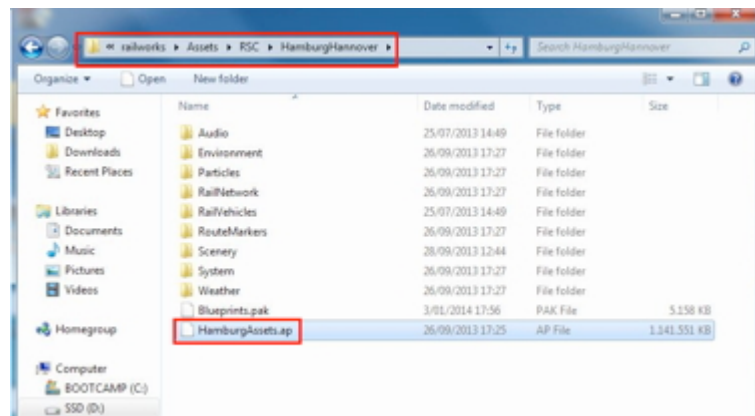 « railworks ▸ Assets ▸ RSC ▸ HamburgHannover ▸
Search HamburgHannover
Organize ▾ Open New folder
Favorites
Desktop
Downloads
Recent Places
Libraries
Documents
Music
Pictures
Videos
Homegroup
Computer
BOOTCAMP (C:)
SSD (D:)
Name Date modified Type Size
Audio 25/07/2013 14:49 File folder
Environment 26/09/2013 17:27 File folder
Particles 26/09/2013 17:27 File folder
RailNetwork 26/09/2013 17:27 File folder
RailVehicles 25/07/2013 14:49 File folder
RouteMarkers 26/09/2013 17:27 File folder
Scenery 28/09/2013 12:44 File folder
System 26/09/2013 17:27 File folder
Weather 26/09/2013 17:27 File folder
Blueprints.pak 3/01/2014 17:56 PAK File 5.158 KB
HamburgAssets.ap 26/09/2013 17:25 AP File 1.141.551 KB